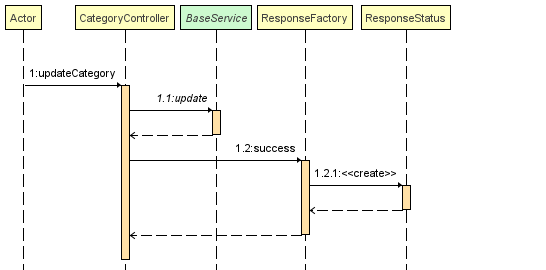 Actor
CategoryController
BaseService
ResponseFactory
ResponseStatus
1:updateCategory
1.1:update
1.2:success
1.2.1:<<create>>